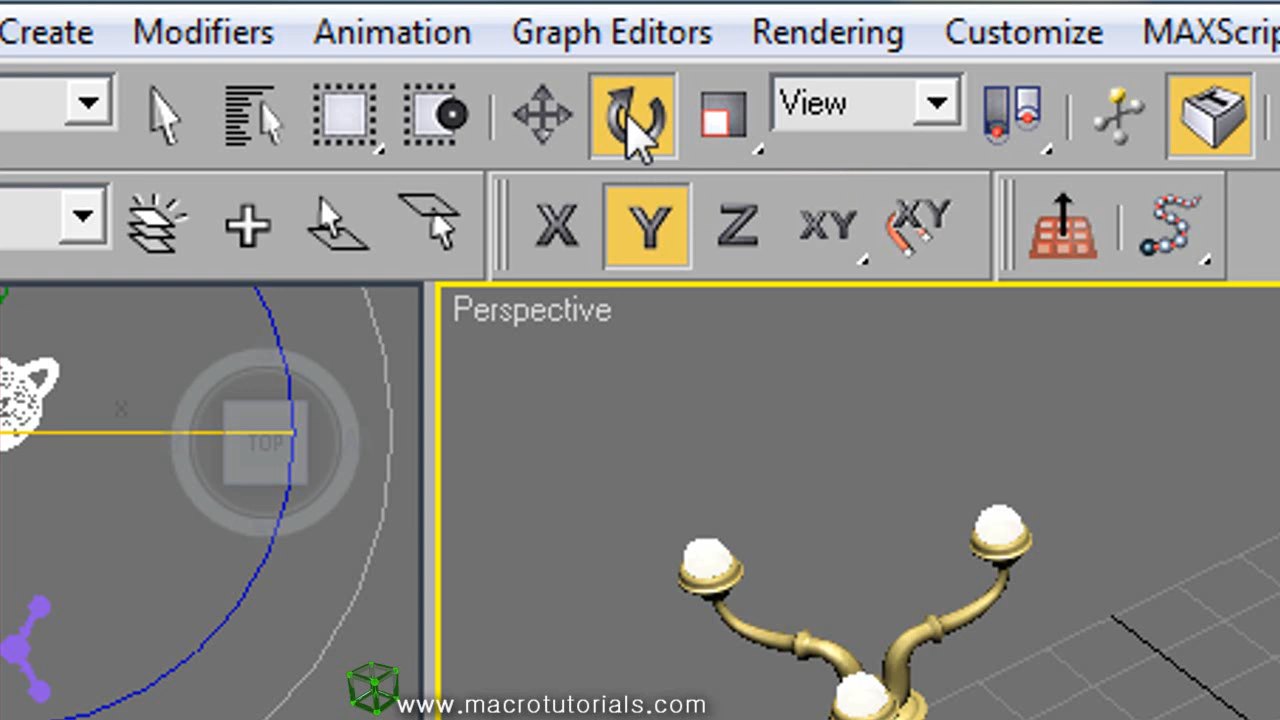 Create Modifiers Animation Graph Editors Rendering Customize MAXScrip
View
X Y Z XY XY
Perspective
x
TOP
www.macrotutorials.com